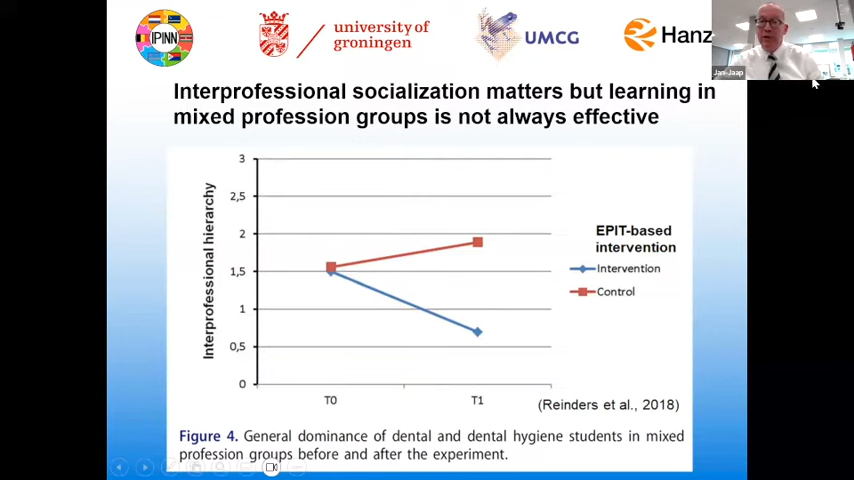 IPINN
university of
groningen
UMCG
Hanz
Jan-Jaap
Interprofessional socialization matters but learning in
mixed profession groups is not always effective
3
2,5
2
1,5
1
0,5
0
Interprofessional hierarchy
T0
T1
EPIT-based
intervention
Intervention
Control
(Reinders et al., 2018)
Figure 4. General dominance of dental and dental hygiene students in mixed
profession groups before and after the experiment.